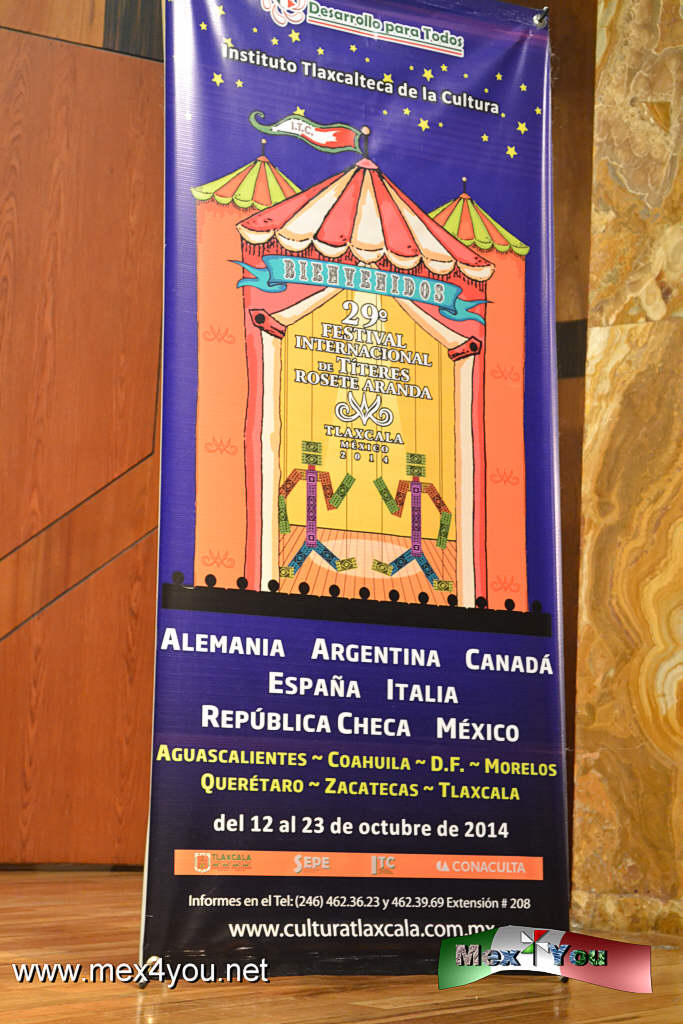 Desarrollo para Todos
Instituto Tlaxcalteca de la Cultura
I.T.C.
BIENVENIDOS
29º
FESTIVAL
INTERNACIONAL
DE TÍTERES
ROSETE ARANDA
TLAXCALA
MÉXICO
2014
ALEMANIA ARGENTINA CANADÁ
ESPAÑA ITALIA
REPÚBLICA CHECA MÉXICO
AGUASCALIENTES ~ COAHUILA ~ D.F. ~ MORELOS
QUERÉTARO ~ ZACATECAS ~ TLAXCALA
del 12 al 23 de octubre de 2014
TLAXCALA SEPE ITC CONACULTA
Informes en el Tel: (246) 462.36.23 y 462.39.69 Extensión # 208
www.culturatlaxcala.com.mx
Mex 4 You
www.mex4you.net